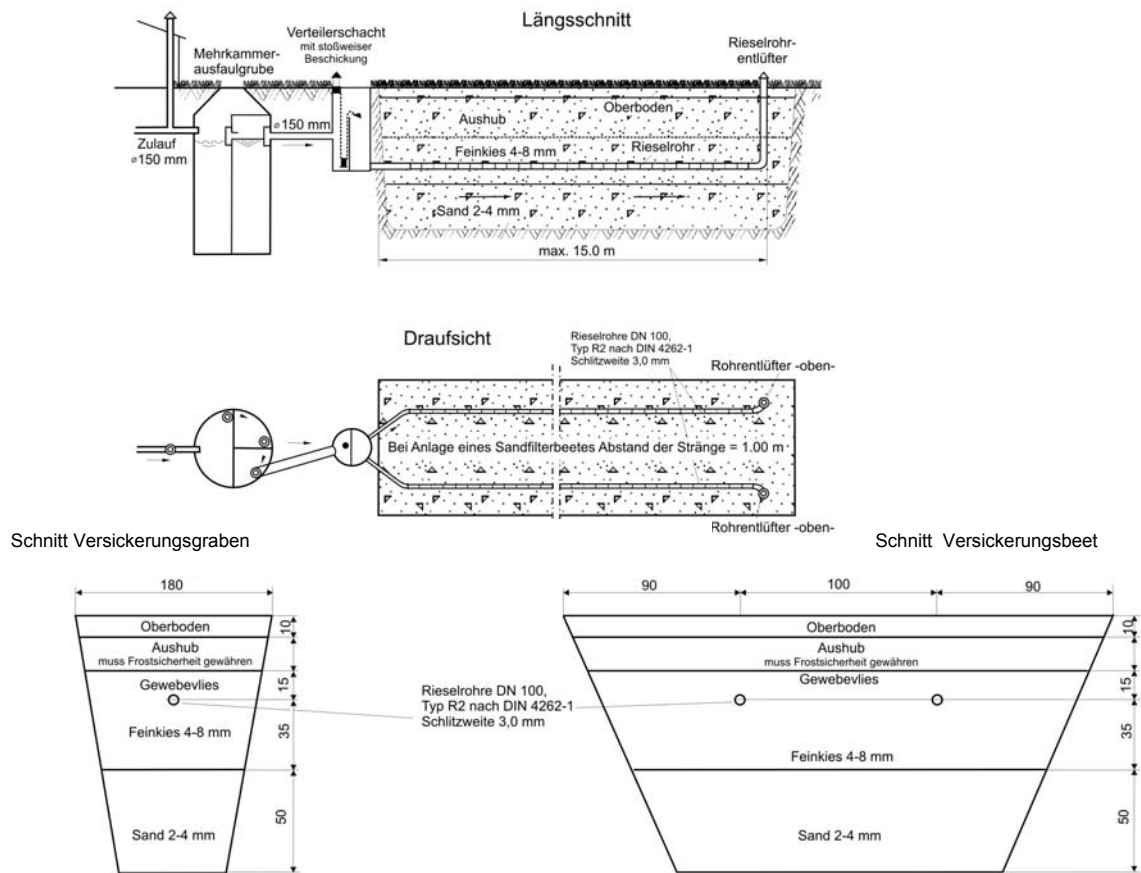 Längsschnitt
Verteilerschacht
mit stoßweiser
Beschickung
Rieselrohr-
entlüfter
Mehrkammer-
ausfaulgrube
Oberboden
ø150 mm
Aushub
Zulauf
ø150 mm
Feinkies 4-8 mm
Rieselrohr
Sand 2-4 mm
max. 15.0 m
Draufsicht
Rieselrohre DN 100,
Typ R2 nach DIN 4262-1
Schlitzweite 3,0 mm
Rohrentlüfter -oben-
Bei Anlage eines Sandfilterbeetes Abstand der Stränge = 1.00 m
Rohrentlüfter -oben-
Schnitt Versickerungsgraben
180
Oberboden
10
Aushub
muss Frostsicherheit gewähren
Gewebevlies
15
Feinkies 4-8 mm
35
Sand 2-4 mm
50
Rieselrohre DN 100,
Typ R2 nach DIN 4262-1
Schlitzweite 3,0 mm
Schnitt Versickerungsbeet
90
100
90
Oberboden
10
Aushub
muss Frostsicherheit gewähren
Gewebevlies
15
Feinkies 4-8 mm
35
Sand 2-4 mm
50